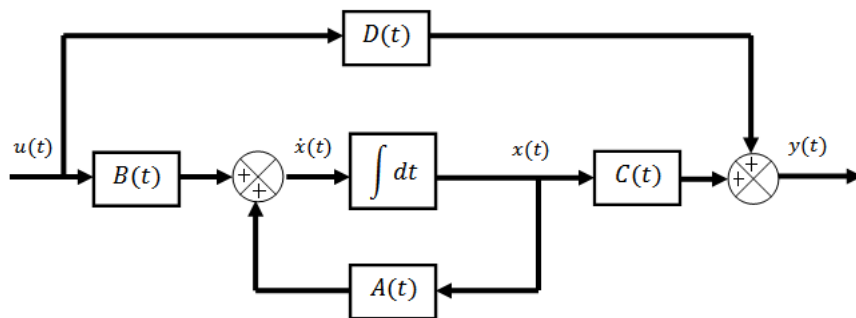 D(t)
u(t)
B(t)
+
+
ẋ(t)
∫ dt
x(t)
C(t)
+
+
y(t)
A(t)